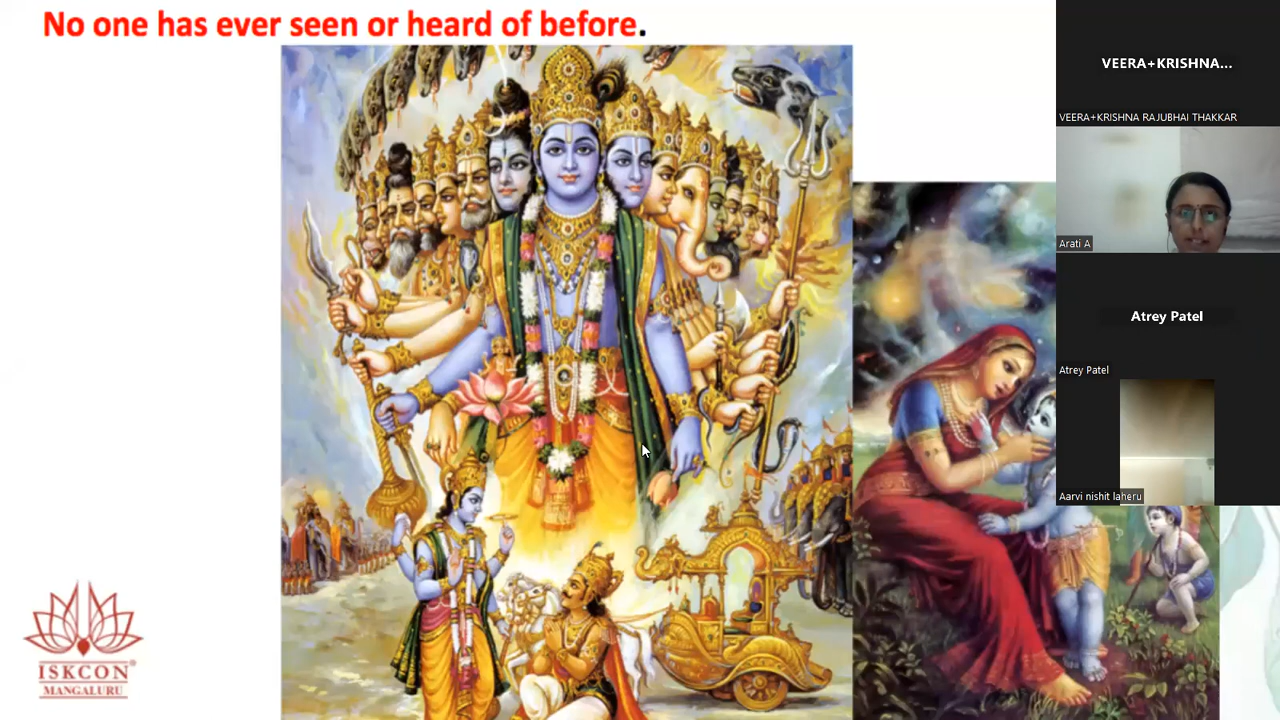 No one has ever seen or heard of before.
VEERA+KRISHNA...
VEERA+KRISHNA RAJUBHAI THAKKAR
Arati A
Atrey Patel
Atrey Patel
Aarvi nishit laheru
ISKCON®
MANGALURU